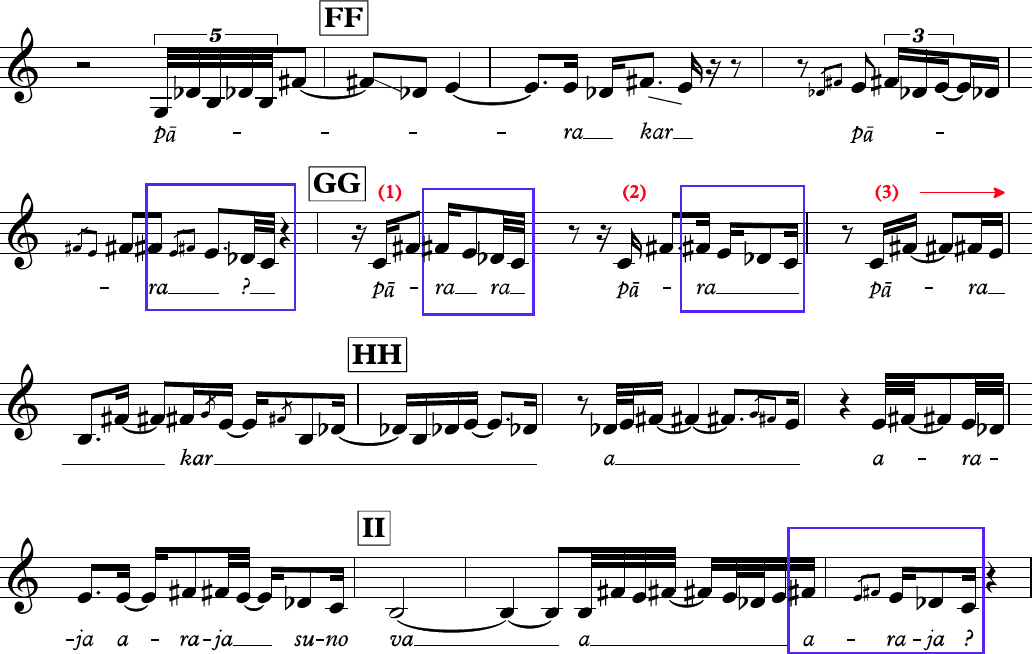 5 FF 3
pā - - - - - ra kar pā -
GG (1) (2) (3)
- ra ? pā - ra ra pā - ra pā - ra
HH
kar a a - ra -
II
-ja a - ra-ja su-no va a a - ra-ja ?